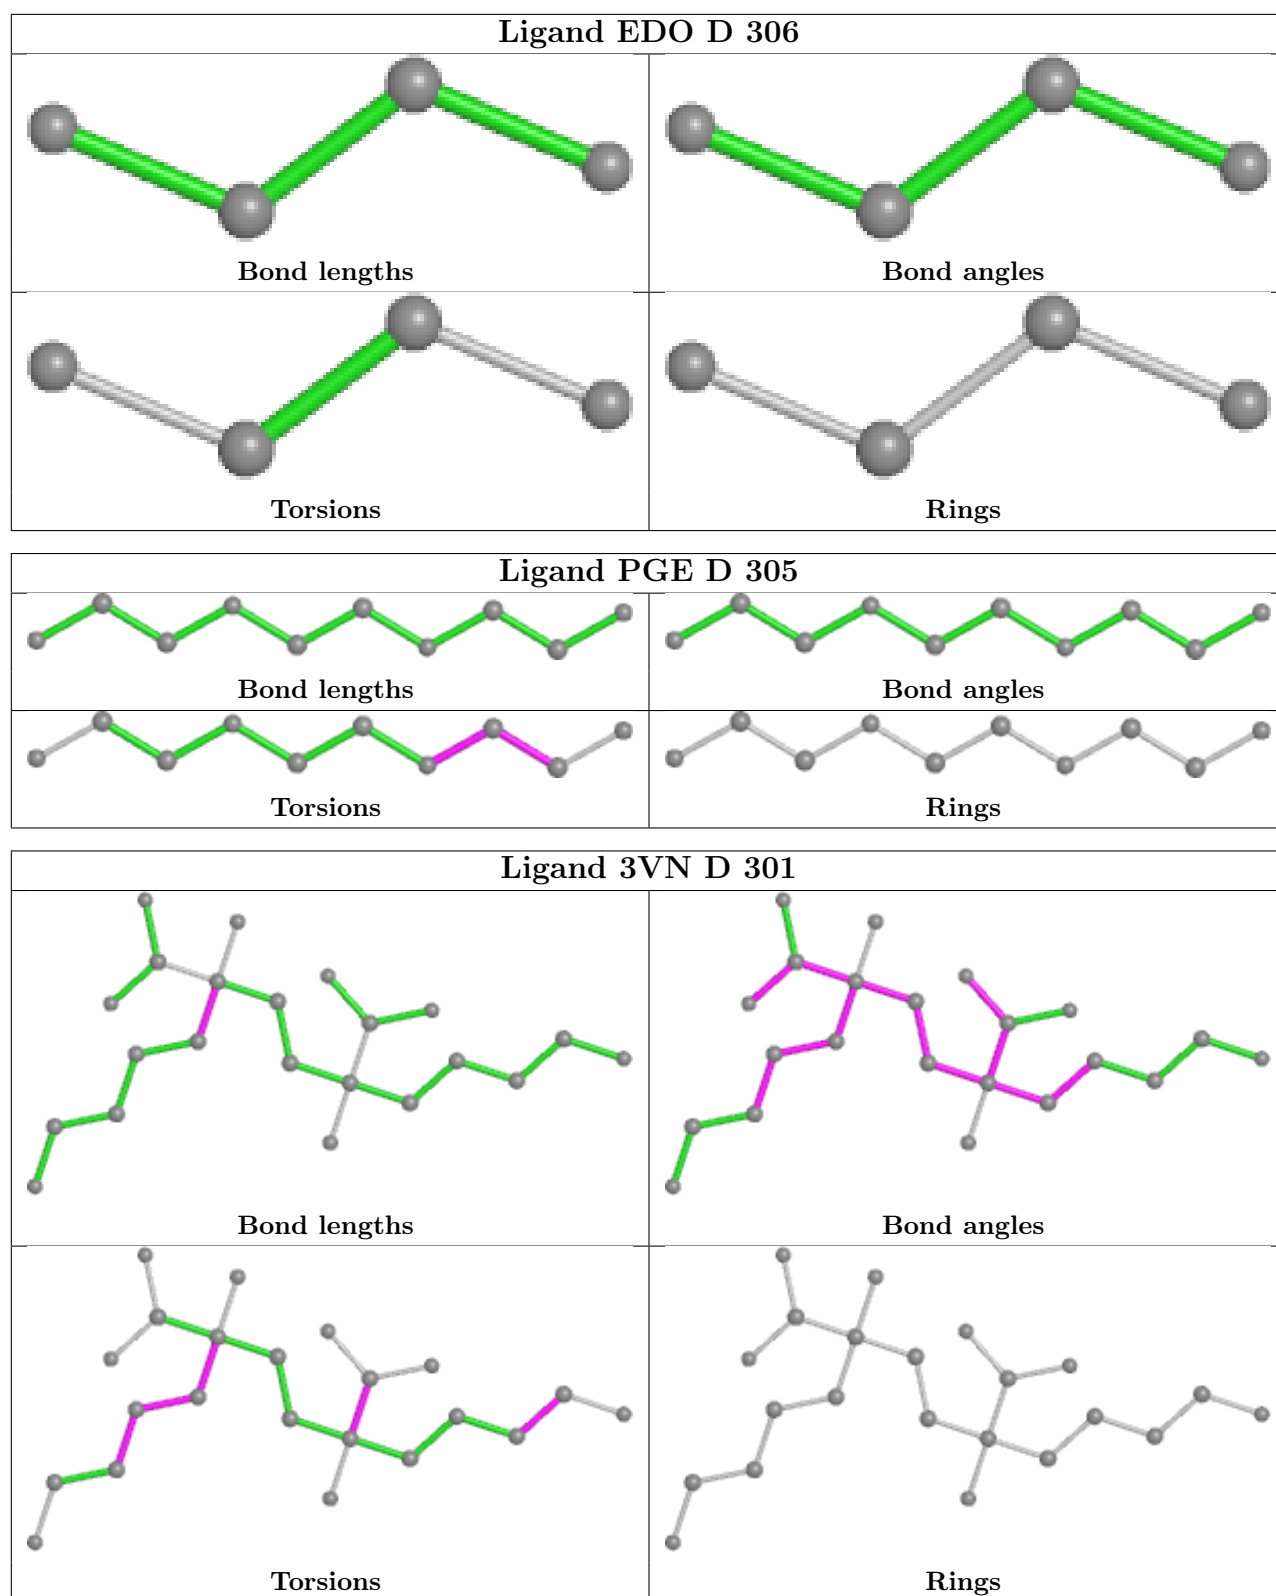 Ligand EDO D 306
Bond lengths
Bond angles
Torsions
Rings
Ligand PGE D 305
Bond lengths
Bond angles
Torsions
Rings
Ligand 3VN D 301
Bond lengths
Bond angles
Torsions
Rings